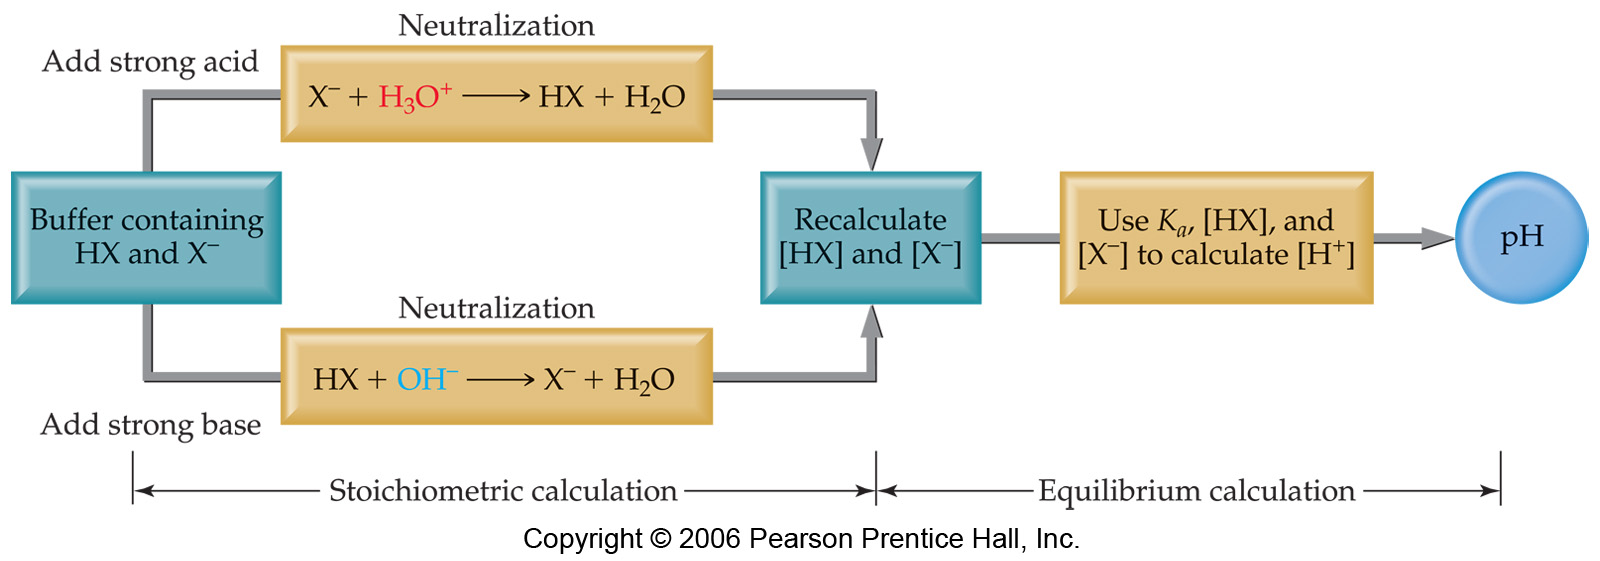 Neutralization
Add strong acid
X⁻ + H₃O⁺ ⟶ HX + H₂O
Buffer containing
HX and X⁻
Recalculate
[HX] and [X⁻]
Use Kₐ, [HX], and
[X⁻] to calculate [H⁺]
pH
Neutralization
HX + OH⁻ ⟶ X⁻ + H₂O
Add strong base
Stoichiometric calculation
Equilibrium calculation
Copyright © 2006 Pearson Prentice Hall, Inc.